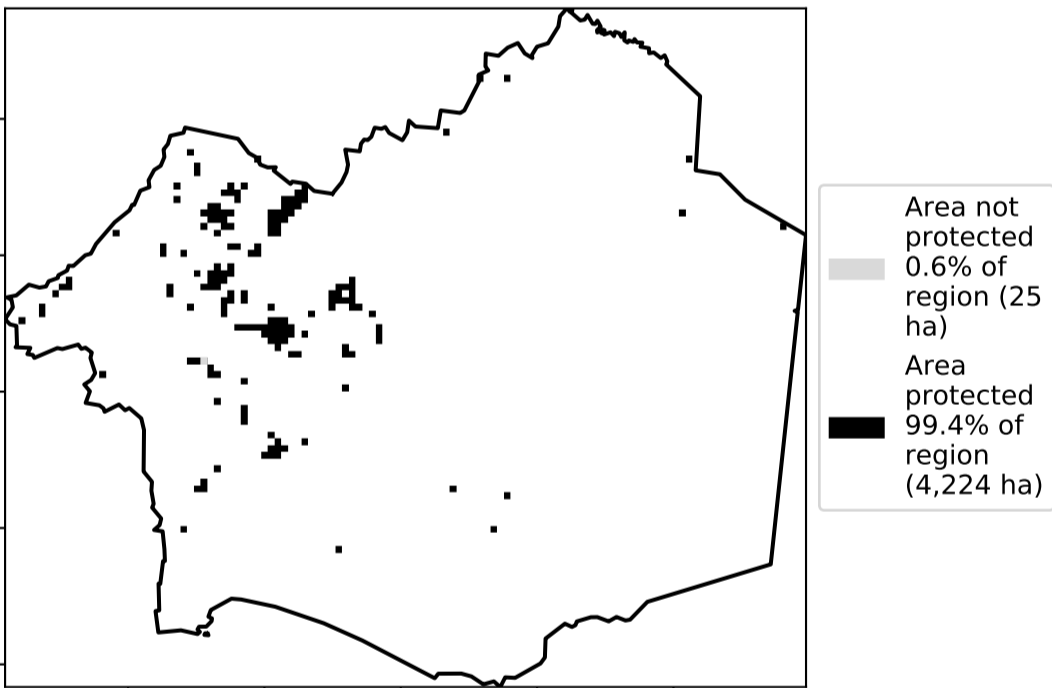 Area not
protected
0.6% of
region (25
ha)
Area
protected
99.4% of
region
(4,224 ha)